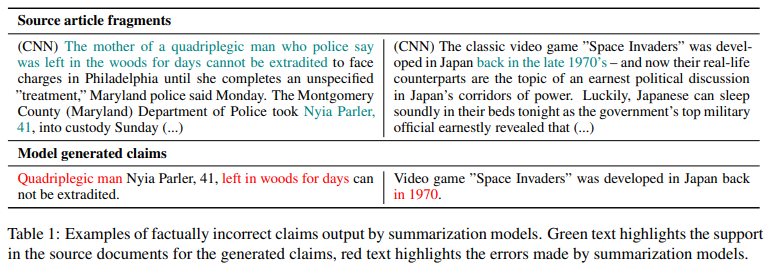 Source article fragments
(CNN) The mother of a quadriplegic man who police say
was left in the woods for days cannot be extradited to face
charges in Philadelphia until she completes an unspecified
”treatment,” Maryland police said Monday. The Montgomery
County (Maryland) Department of Police took Nyia Parler,
41, into custody Sunday (...)
(CNN) The classic video game ”Space Invaders” was devel-
oped in Japan back in the late 1970’s – and now their real-life
counterparts are the topic of an earnest political discussion
in Japan’s corridors of power. Luckily, Japanese can sleep
soundly in their beds tonight as the government’s top military
official earnestly revealed that (...)
Model generated claims
Quadriplegic man Nyia Parler, 41, left in woods for days can
not be extradited.
Video game ”Space Invaders” was developed in Japan back
in 1970.
Table 1: Examples of factually incorrect claims output by summarization models. Green text highlights the support
in the source documents for the generated claims, red text highlights the errors made by summarization models.